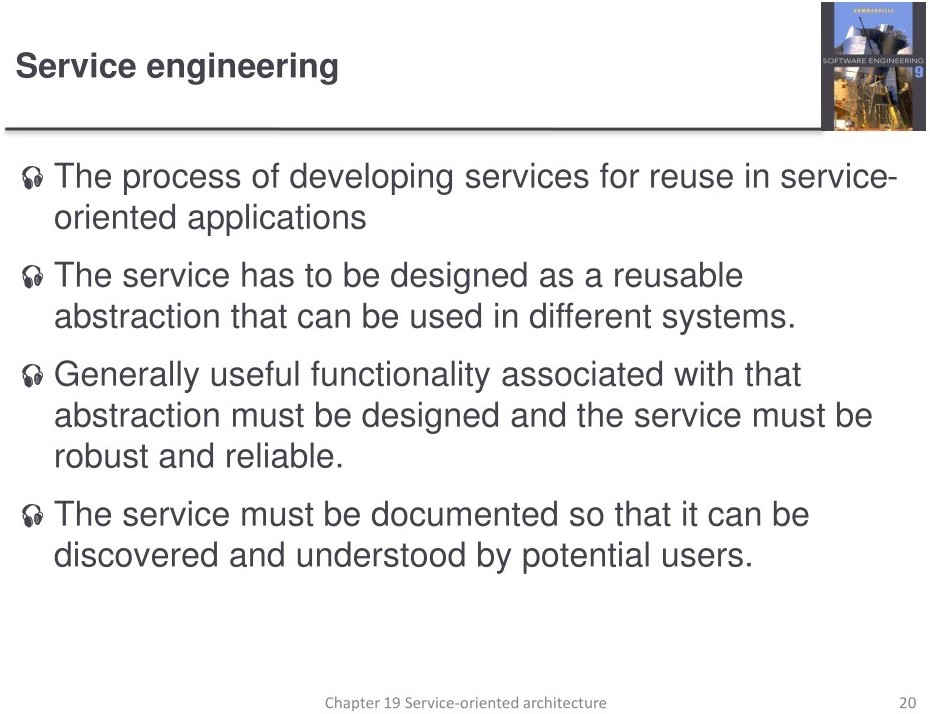 Service engineering
SOMMERVILLE
SOFTWARE ENGINEERING
9
The process of developing services for reuse in service-
oriented applications
The service has to be designed as a reusable
abstraction that can be used in different systems.
Generally useful functionality associated with that
abstraction must be designed and the service must be
robust and reliable.
The service must be documented so that it can be
discovered and understood by potential users.
Chapter 19 Service-oriented architecture
20